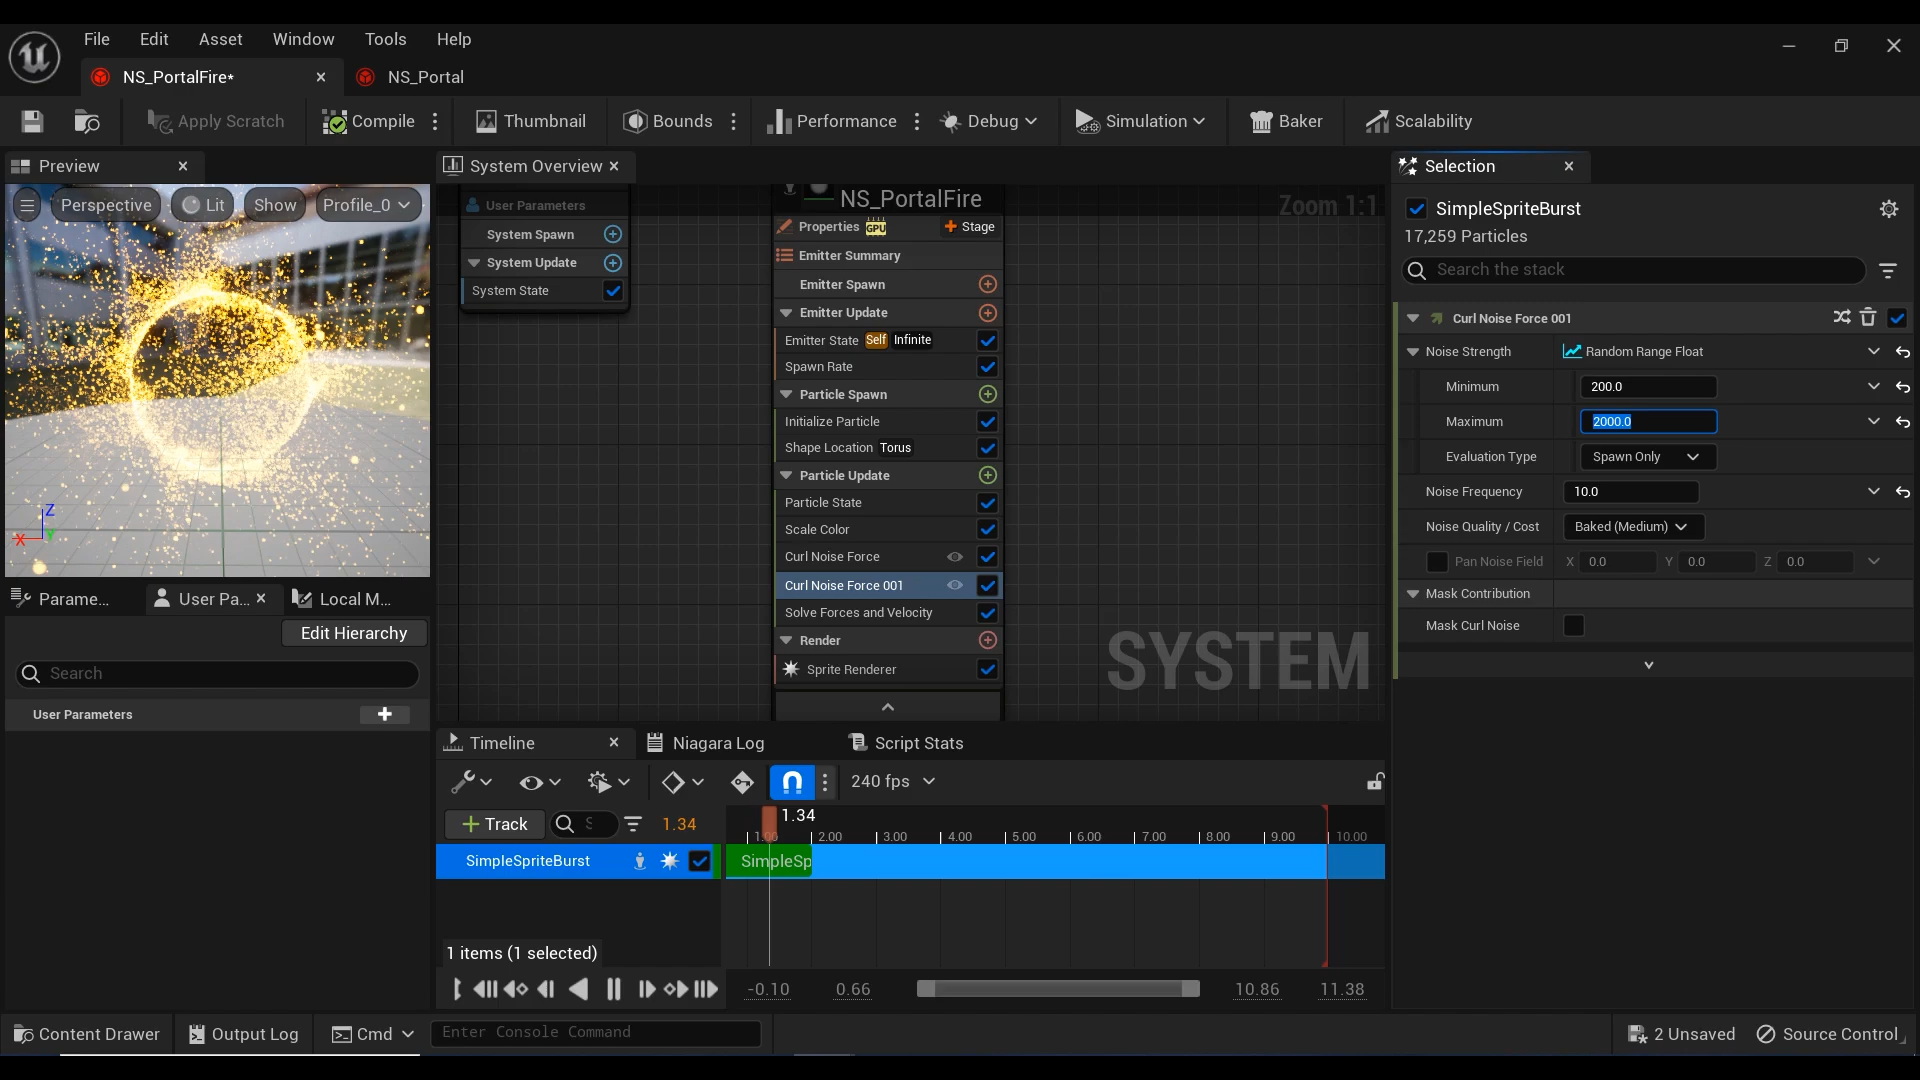 File Edit Asset Window Tools Help
NS_PortalFire* NS_Portal
Apply Scratch Compile Thumbnail Bounds Performance Debug Simulation Baker Scalability
Preview
Perspective Lit Show Profile_0
Z
X Y
Parame... User Pa... Local M...
Edit Hierarchy
Search
User Parameters
System Overview
User Parameters
System Spawn
System Update
System State
NS_PortalFire
Zoom 1:1
Properties GPU Stage
Emitter Summary
Emitter Spawn
Emitter Update
Emitter State Self Infinite
Spawn Rate
Particle Spawn
Initialize Particle
Shape Location Torus
Particle Update
Particle State
Scale Color
Curl Noise Force
Curl Noise Force 001
Solve Forces and Velocity
Render
Sprite Renderer
SYSTEM
Timeline Niagara Log Script Stats
240 fps
Track S 1.34
1.34
1.00 2.00 3.00 4.00 5.00 6.00 7.00 8.00 9.00 10.00
SimpleSpriteBurst SimpleSp
1 items (1 selected)
-0.10 0.66 10.86 11.38
Selection
SimpleSpriteBurst
17,259 Particles
Search the stack
Curl Noise Force 001
Noise Strength Random Range Float
Minimum 200.0
Maximum 2000.0
Evaluation Type Spawn Only
Noise Frequency 10.0
Noise Quality / Cost Baked (Medium)
Pan Noise Field X 0.0 Y 0.0 Z 0.0
Mask Contribution
Mask Curl Noise
Content Drawer Output Log Cmd Enter Console Command 2 Unsaved Source Control